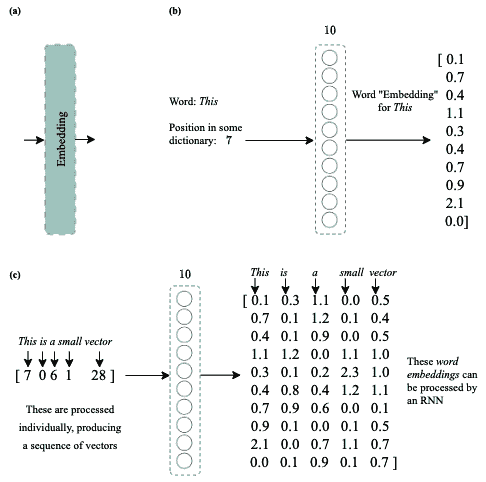 (a)
Embedding
(b)
10
Word: This
Position in some
dictionary: 7
Word "Embedding"
for This
[ 0.1
0.7
0.4
1.1
0.3
0.4
0.7
0.9
2.1
0.0]
(c)
This is a small vector
[ 7 0 6 1 28 ]
These are processed
individually, producing
a sequence of vectors
10
This is a small vector
[ 0.1 0.3 1.1 0.0 0.5
0.7 0.1 1.2 0.1 0.4
0.4 0.1 0.9 0.0 0.5
1.1 1.2 0.0 1.1 1.0
0.3 0.1 0.2 2.3 1.0
0.4 0.8 0.4 1.2 1.1
0.7 0.9 0.6 0.0 0.1
0.9 0.1 0.0 0.1 0.5
2.1 0.0 0.7 1.1 0.7
0.0 0.1 0.9 0.1 0.7 ]
These word
embeddings can
be processed by
an RNN